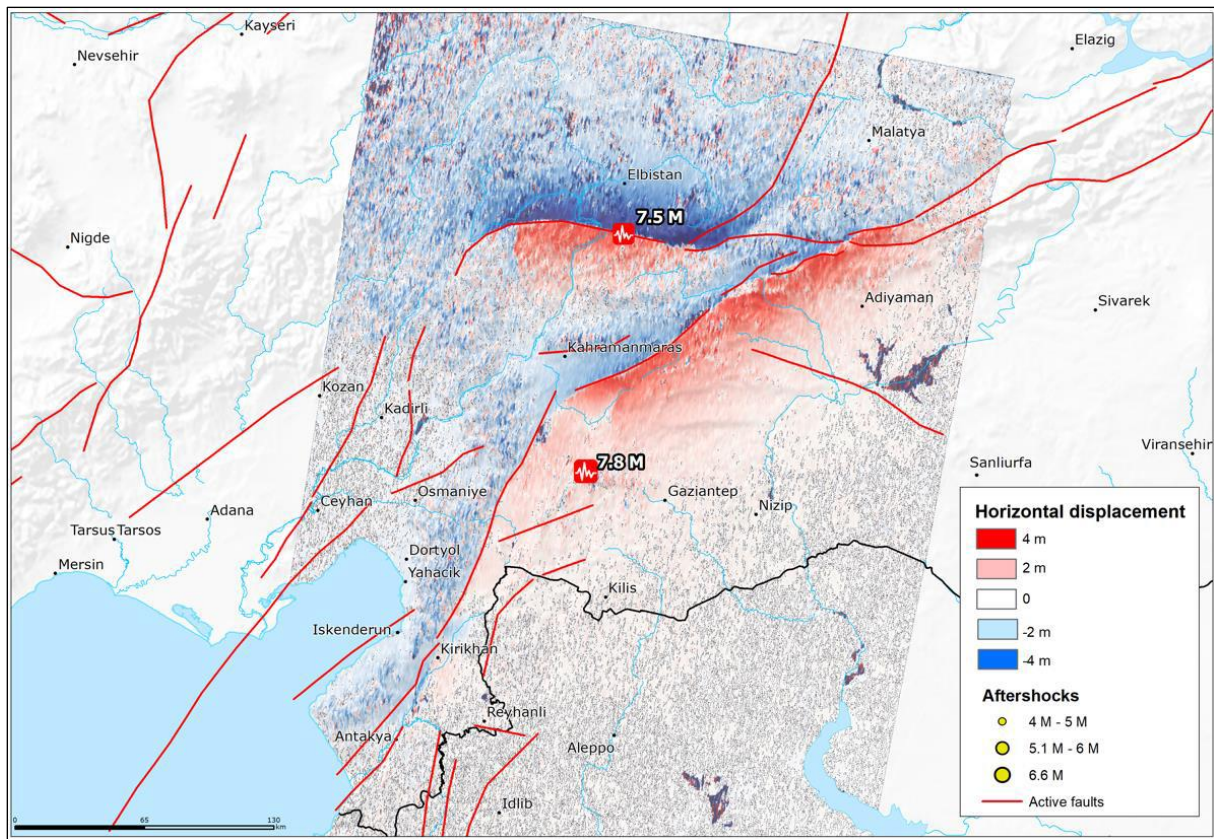 Kayseri
Nevsehir
Elazig
Malatya
Elbistan
7.5 M
Nigde
Adiyaman
Sivarek
Kahramanmaras
Kozan
Kadirli
Viransehir
7.8 M
Sanliurfa
Osmaniye
Gaziantep
Ceyhan
Nizip
Adana
Tarsus Tarsos
Dortyol
Mersin
Yahacik
Kilis
Iskenderun
Kirikhan
Reyhanli
Antakya
Aleppo
Idlib
Horizontal displacement
4 m
2 m
0
-2 m
-4 m
Aftershocks
4 M - 5 M
5.1 M - 6 M
6.6 M
Active faults
0 65 130
km